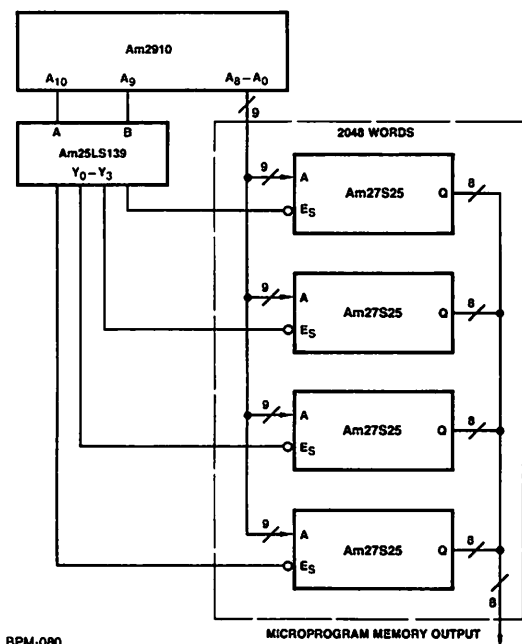 Am2910
A10 A9 A8-A0
9
A B
Am25LS139
Y0-Y3
2048 WORDS
9 A Am27S25 Q 8
ES
9 A Am27S25 Q 8
ES
9 A Am27S25 Q 8
ES
9 A Am27S25 Q 8
ES
8
BPM-080
MICROPROGRAM MEMORY OUTPUT